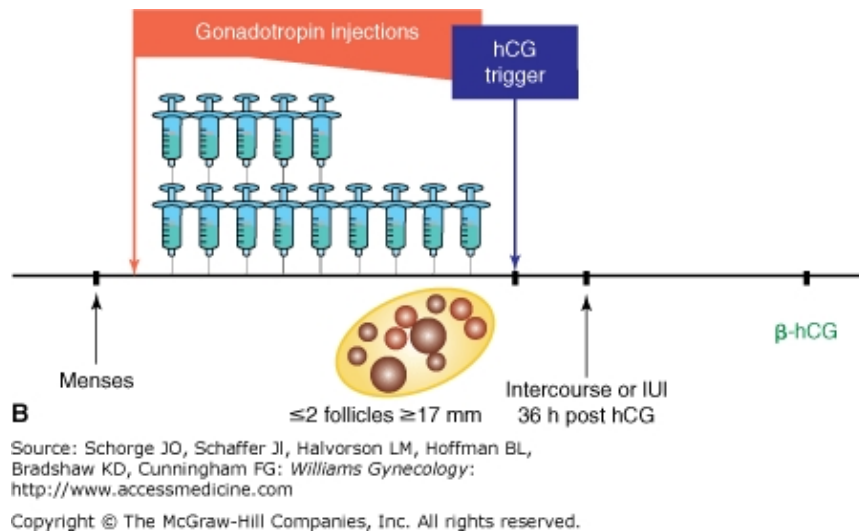 Gonadotropin injections
hCG
trigger
Menses
β-hCG
Intercourse or IUI
36 h post hCG
≤2 follicles ≥17 mm
B
Source: Schorge JO, Schaffer JI, Halvorson LM, Hoffman BL,
Bradshaw KD, Cunningham FG: Williams Gynecology:
http://www.accessmedicine.com
Copyright © The McGraw-Hill Companies, Inc. All rights reserved.